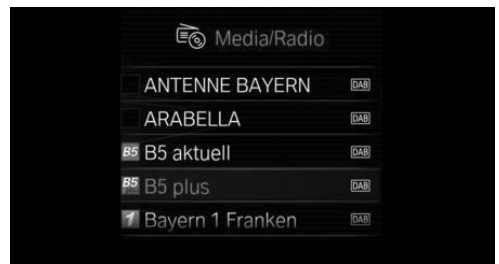 Media/Radio
ANTENNE BAYERN DAB
ARABELLA DAB
B5 B5 aktuell DAB
B5 B5 plus DAB
1 Bayern 1 Franken DAB